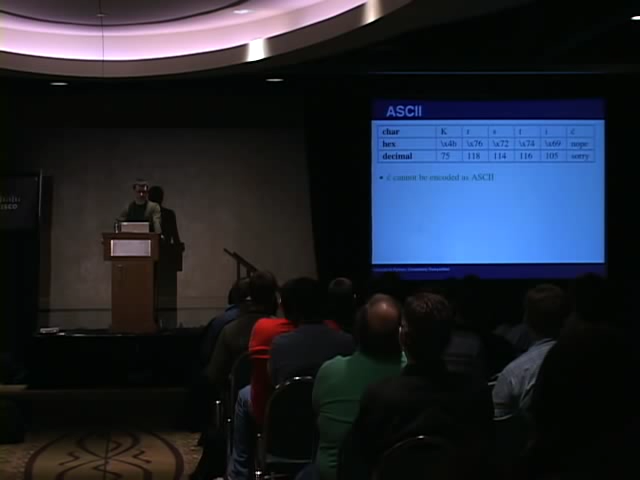 ASCII
char K r s t i
hex \x4b \x76 \x72 \x74 \x69 nope
decimal 75 118 114 116 105 sorry
cannot be encoded as ASCII